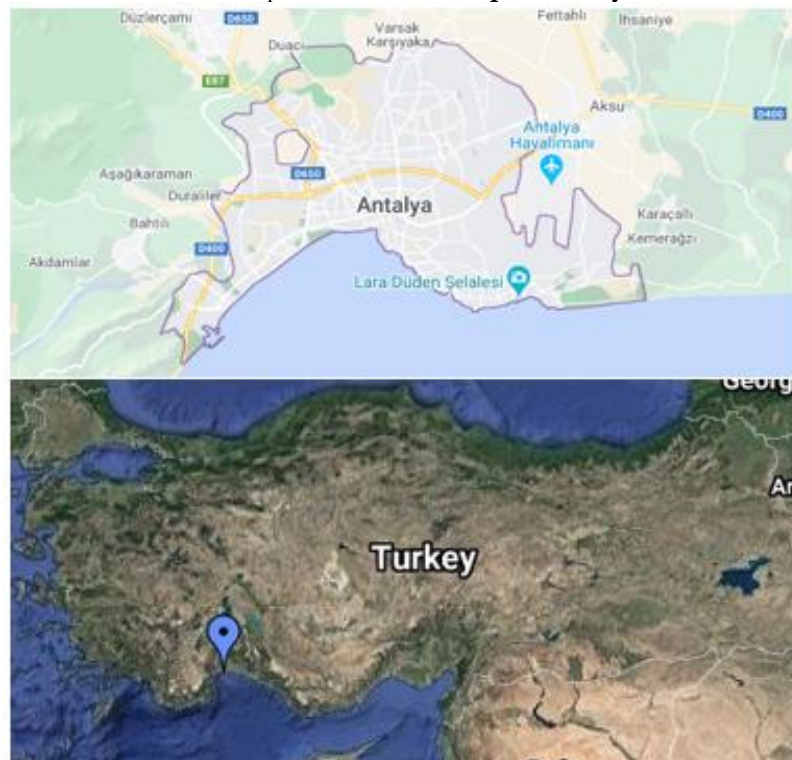 Düzlerçamı
D650
Varsak
Karşıyaka
Fettahlı
İhsaniye
Duacı
E87
Aksu
D400
Antalya
Havalimanı
D650
Aşağıkaraman
Duraliler
Antalya
Bahtılı
Karaçallı
D400
Kemerağzı
Akdamlar
Lara Düden Şelalesi
Georg
Ar
Turkey